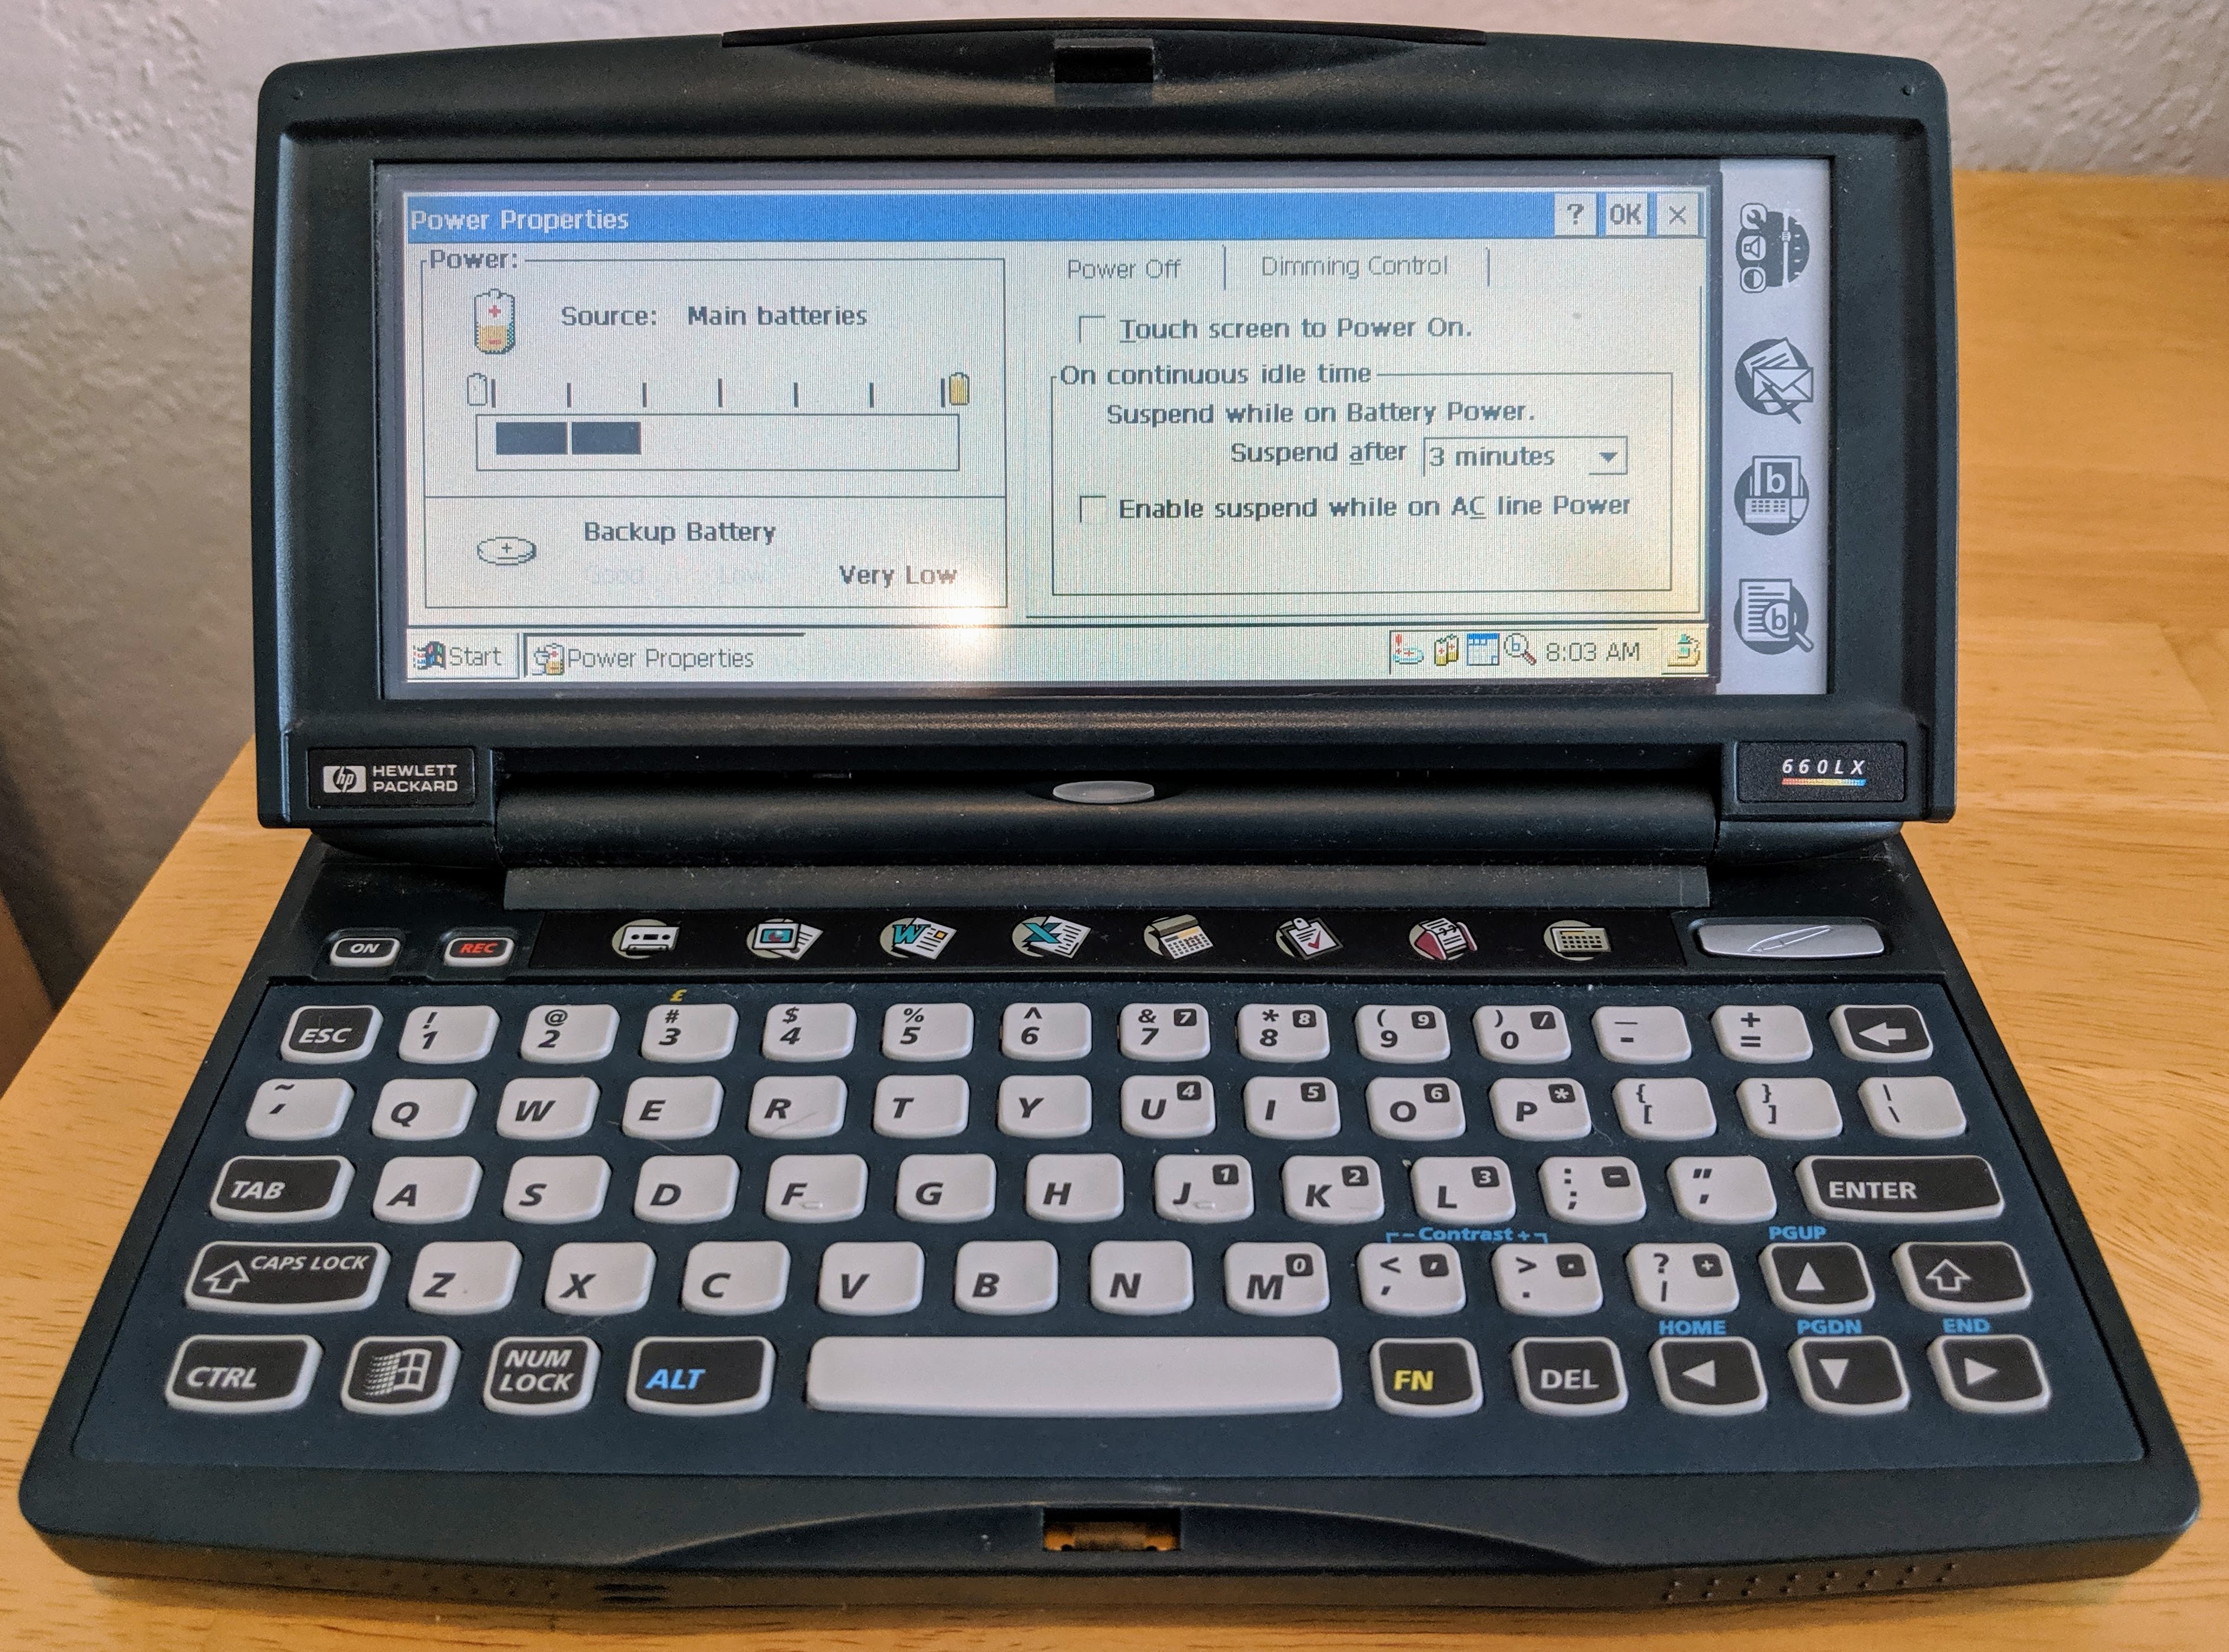 Power Properties ? OK ×
Power:
Source: Main batteries
Backup Battery
Good Low Very Low
Power Off Dimming Control
Touch screen to Power On.
On continuous idle time
Suspend while on Battery Power.
Suspend after 3 minutes
Enable suspend while on AC line Power
Start Power Properties 8:03 AM
b
b
hp HEWLETT
PACKARD
660LX
ON REC W X
£
ESC ! 1 @ 2 # 3 $ 4 % 5 ^ 6 & 7 7 * 8 8 ( 9 9 ) 0 / _ - + =
~ ' Q W E R T Y U 4 I 5 O 6 P * { [ } ] | \
TAB A S D F G H J 1 K 2 L 3 : ; - " ' ENTER
- Contrast + PGUP
CAPS LOCK Z X C V B N M 0 < , , > . . ? / +
HOME PGDN END
CTRL NUM LOCK ALT FN DEL